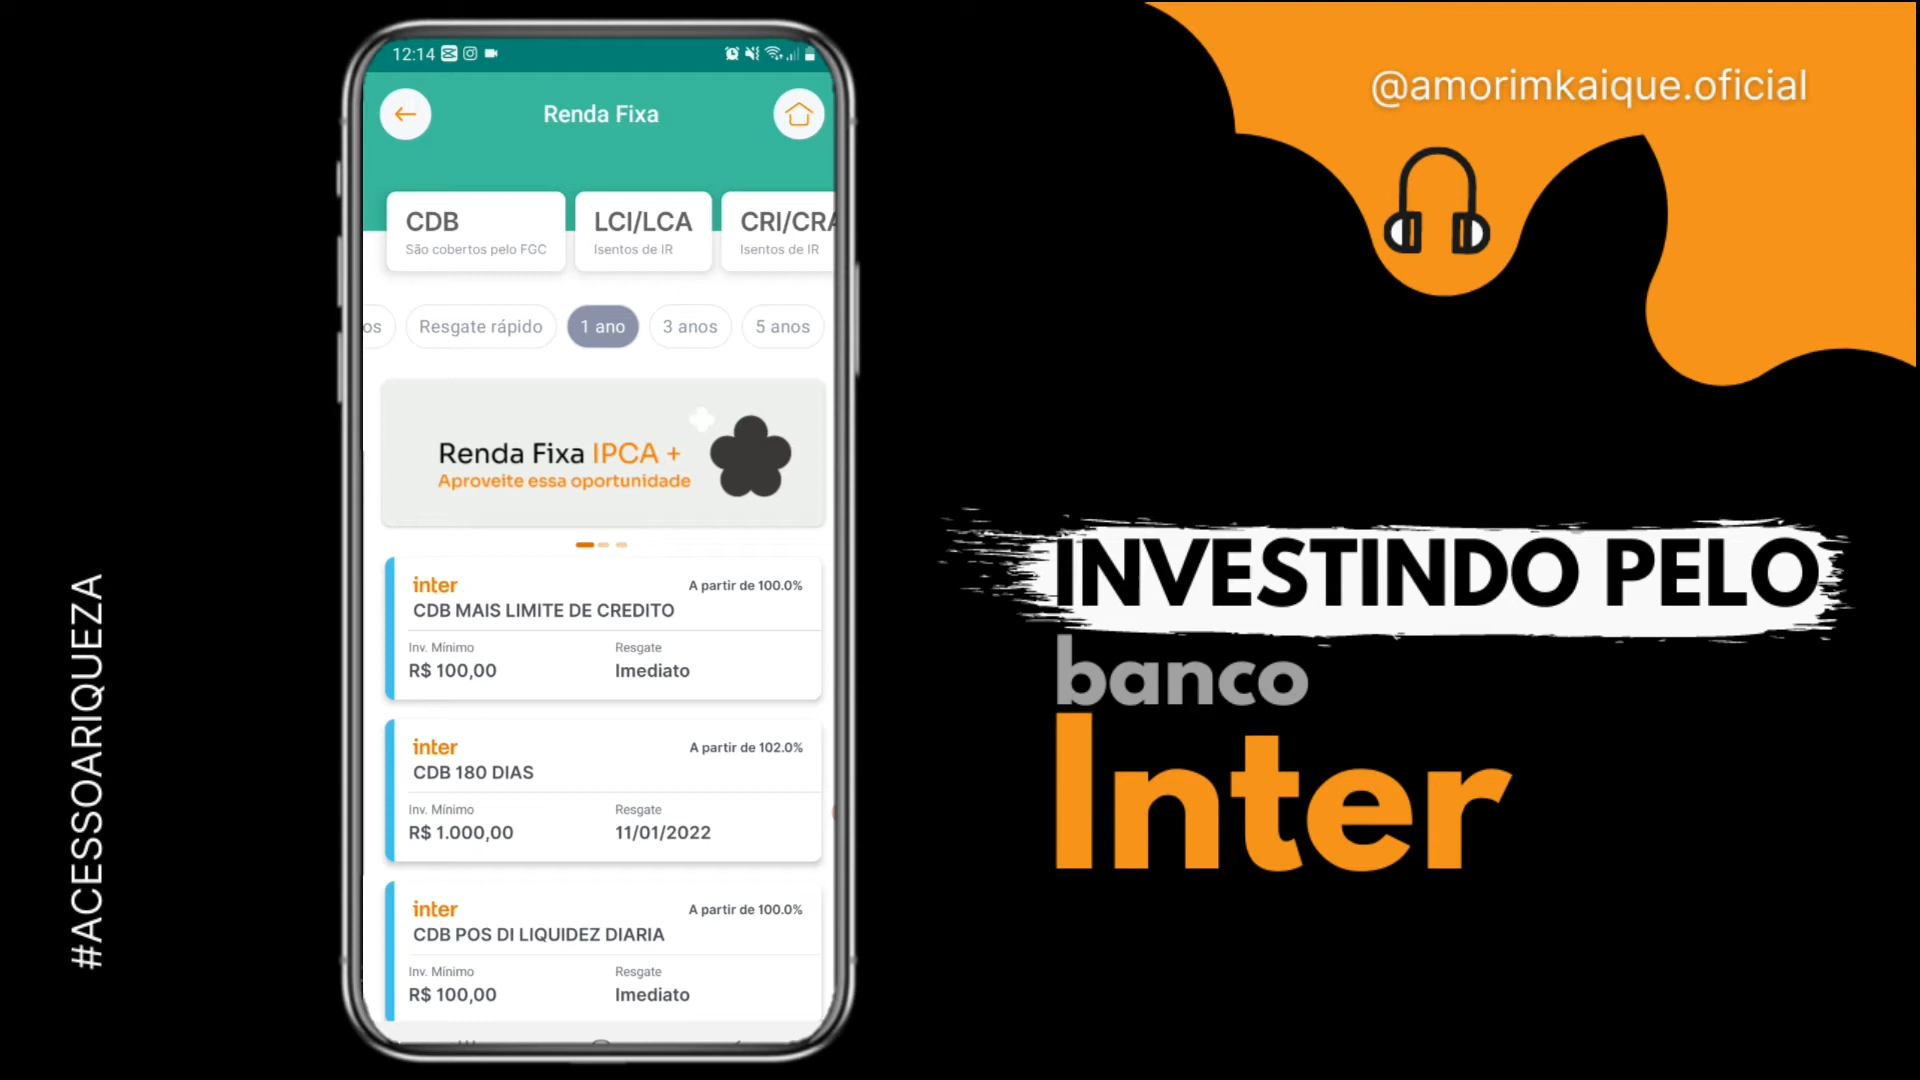 12:14
Renda Fixa
CDB
São cobertos pelo FGC
LCI/LCA
Isentos de IR
CRI/CRA
Isentos de IR
os
Resgate rápido
1 ano
3 anos
5 anos
Renda Fixa IPCA +
Aproveite essa oportunidade
inter
A partir de 100.0%
CDB MAIS LIMITE DE CREDITO
Inv. Mínimo
Resgate
R$ 100,00
Imediato
inter
A partir de 102.0%
CDB 180 DIAS
Inv. Mínimo
Resgate
R$ 1.000,00
11/01/2022
inter
A partir de 100.0%
CDB POS DI LIQUIDEZ DIARIA
Inv. Mínimo
Resgate
R$ 100,00
Imediato
@amorimkaique.oficial
INVESTINDO PELO
banco
Inter
#ACESSOARIQUEZA